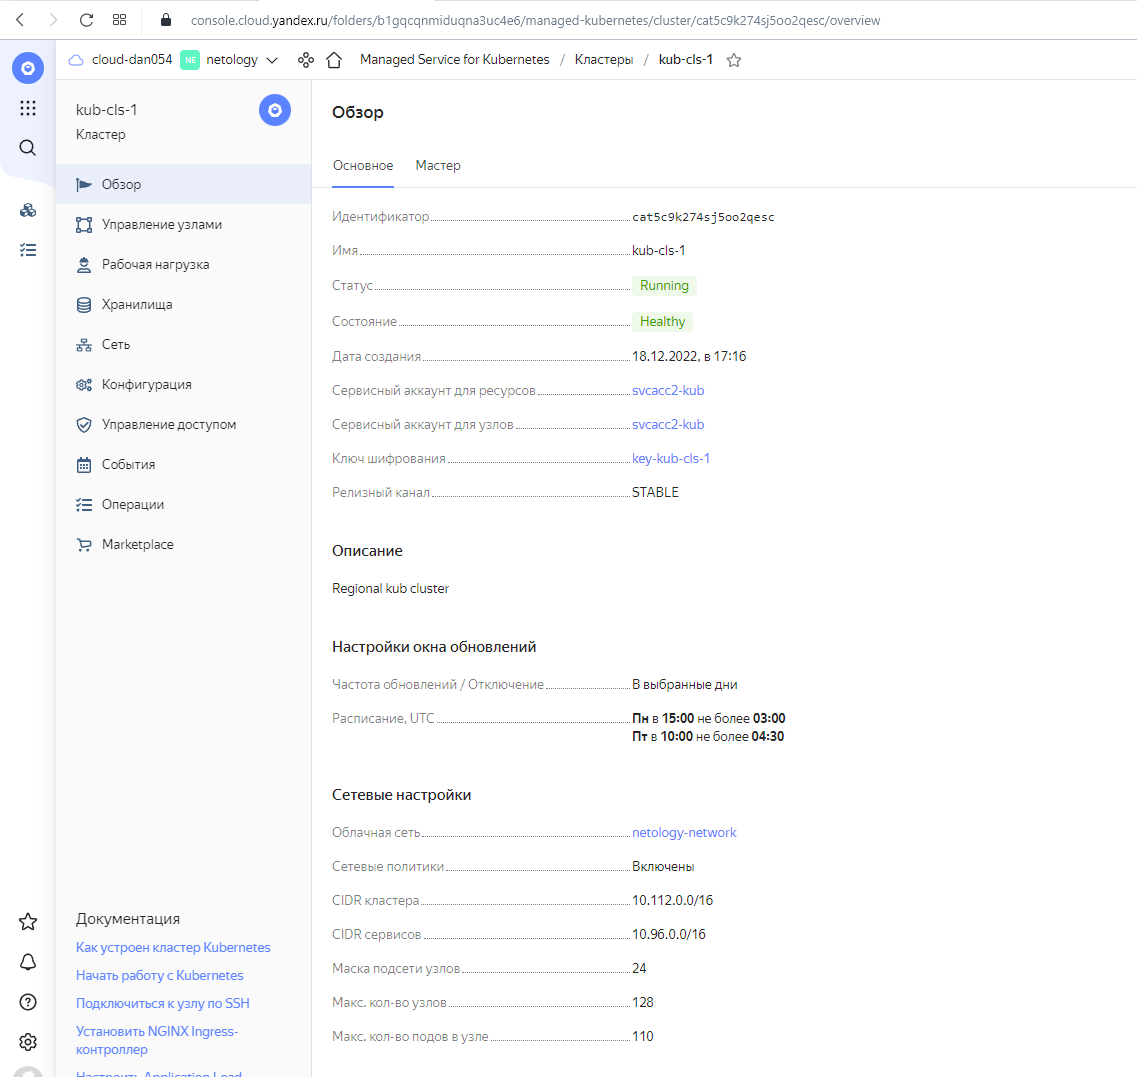 console.cloud.yandex.ru/folders/b1gqcqnmiduqna3uc4e6/managed-kubernetes/cluster/cat5c9k274sj5oo2qesc/overview
cloud-dan054 NE netology Managed Service for Kubernetes / Кластеры / kub-cls-1
kub-cls-1
Кластер
Обзор
Управление узлами
Рабочая нагрузка
Хранилища
Сеть
Конфигурация
Управление доступом
События
Операции
Marketplace
Документация
Как устроен кластер Kubernetes
Начать работу с Kubernetes
Подключиться к узлу по SSH
Установить NGINX Ingress-
контроллер
Настроить Application Load
Обзор
Основное Мастер
Идентификатор cat5c9k274sj5oo2qesc
Имя kub-cls-1
Статус Running
Состояние Healthy
Дата создания 18.12.2022, в 17:16
Сервисный аккаунт для ресурсов svcacc2-kub
Сервисный аккаунт для узлов svcacc2-kub
Ключ шифрования key-kub-cls-1
Релизный канал STABLE
Описание
Regional kub cluster
Настройки окна обновлений
Частота обновлений / Отключение В выбранные дни
Расписание, UTC Пн в 15:00 не более 03:00
Пт в 10:00 не более 04:30
Сетевые настройки
Облачная сеть netology-network
Сетевые политики Включены
CIDR кластера 10.112.0.0/16
CIDR сервисов 10.96.0.0/16
Маска подсети узлов 24
Макс. кол-во узлов 128
Макс. кол-во подов в узле 110